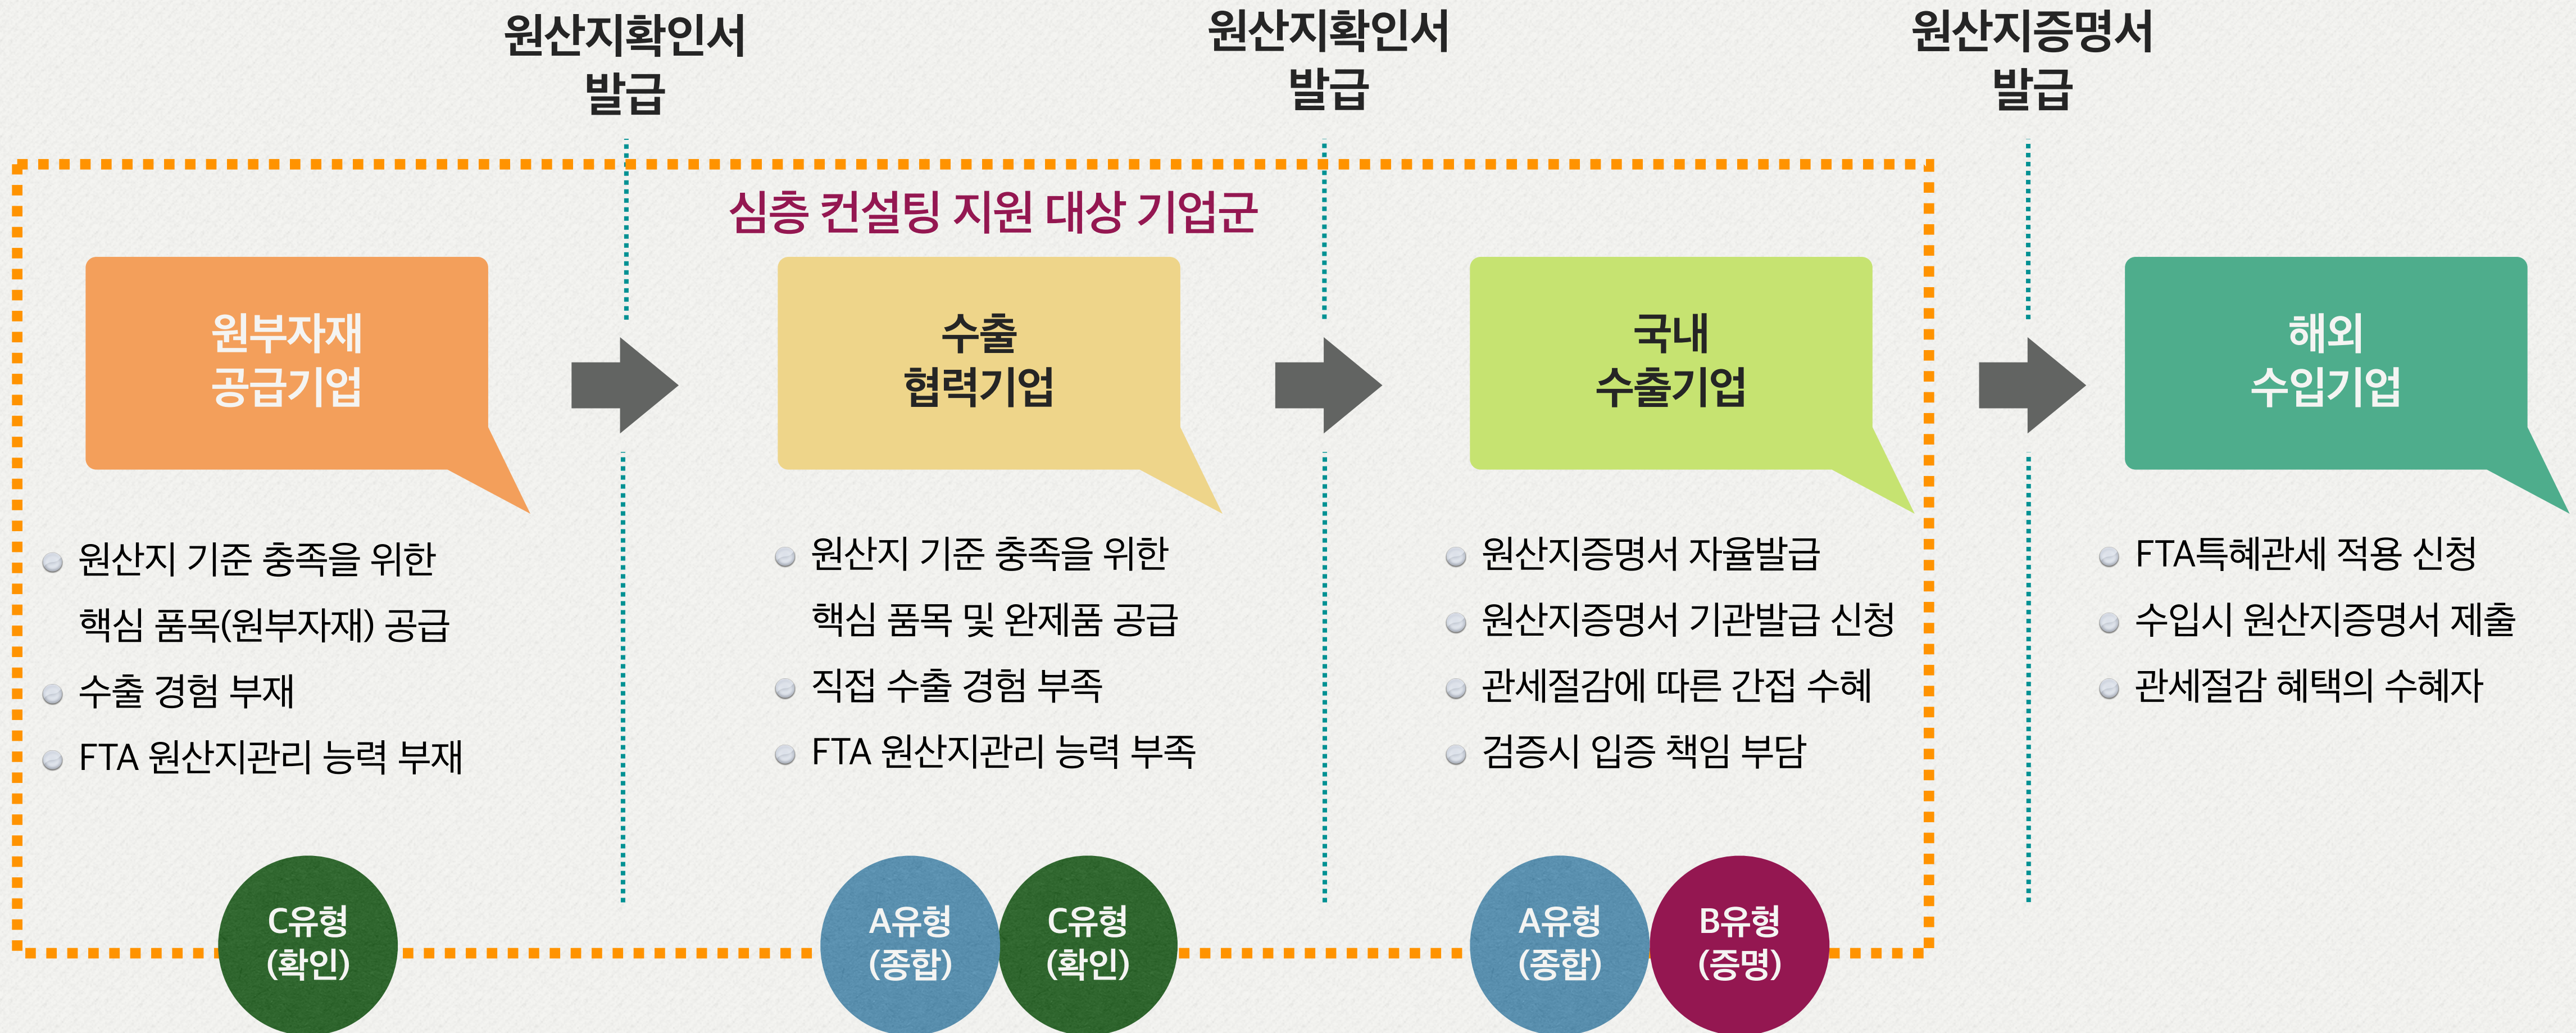 원산지확인서
발급
원산지확인서
발급
원산지증명서
발급
심층 컨설팅 지원 대상 기업군
원부자재
공급기업
수출
협력기업
국내
수출기업
해외
수입기업
원산지 기준 충족을 위한
핵심 품목(원부자재) 공급
수출 경험 부재
FTA 원산지관리 능력 부재
원산지 기준 충족을 위한
핵심 품목 및 완제품 공급
직접 수출 경험 부족
FTA 원산지관리 능력 부족
원산지증명서 자율발급
원산지증명서 기관발급 신청
관세절감에 따른 간접 수혜
검증시 입증 책임 부담
FTA특혜관세 적용 신청
수입시 원산지증명서 제출
관세절감 혜택의 수혜자
C유형
(확인)
A유형
(종합)
C유형
(확인)
A유형
(종합)
B유형
(증명)